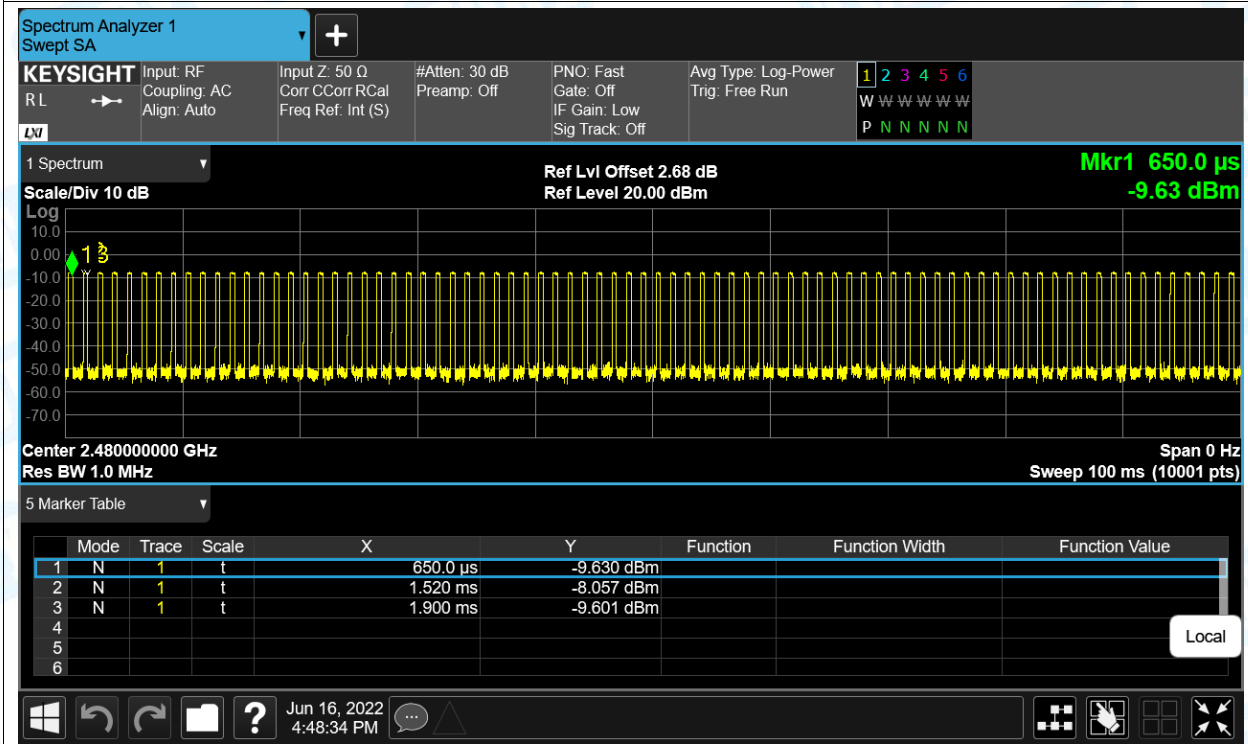 Spectrum Analyzer 1
Swept SA
+
KEYSIGHT
R L
LXI
Input: RF
Coupling: AC
Align: Auto
Input Z: 50 Ω
Corr CCorr RCal
Freq Ref: Int (S)
#Atten: 30 dB
Preamp: Off
PNO: Fast
Gate: Off
IF Gain: Low
Sig Track: Off
Avg Type: Log-Power
Trig: Free Run
1 2 3 4 5 6
W W W W W W
P N N N N N
1 Spectrum
Scale/Div 10 dB
Ref Lvl Offset 2.68 dB
Ref Level 20.00 dBm
Mkr1 650.0 µs
-9.63 dBm
Log
10.0
0.00
-10.0
-20.0
-30.0
-40.0
-50.0
-60.0
-70.0
1 3
Center 2.480000000 GHz
Res BW 1.0 MHz
Span 0 Hz
Sweep 100 ms (10001 pts)
5 Marker Table
Mode Trace Scale X Y Function Function Width Function Value
1 N 1 t 650.0 µs -9.630 dBm
2 N 1 t 1.520 ms -8.057 dBm
3 N 1 t 1.900 ms -9.601 dBm
4
5
6
Local
?
Jun 16, 2022
4:48:34 PM